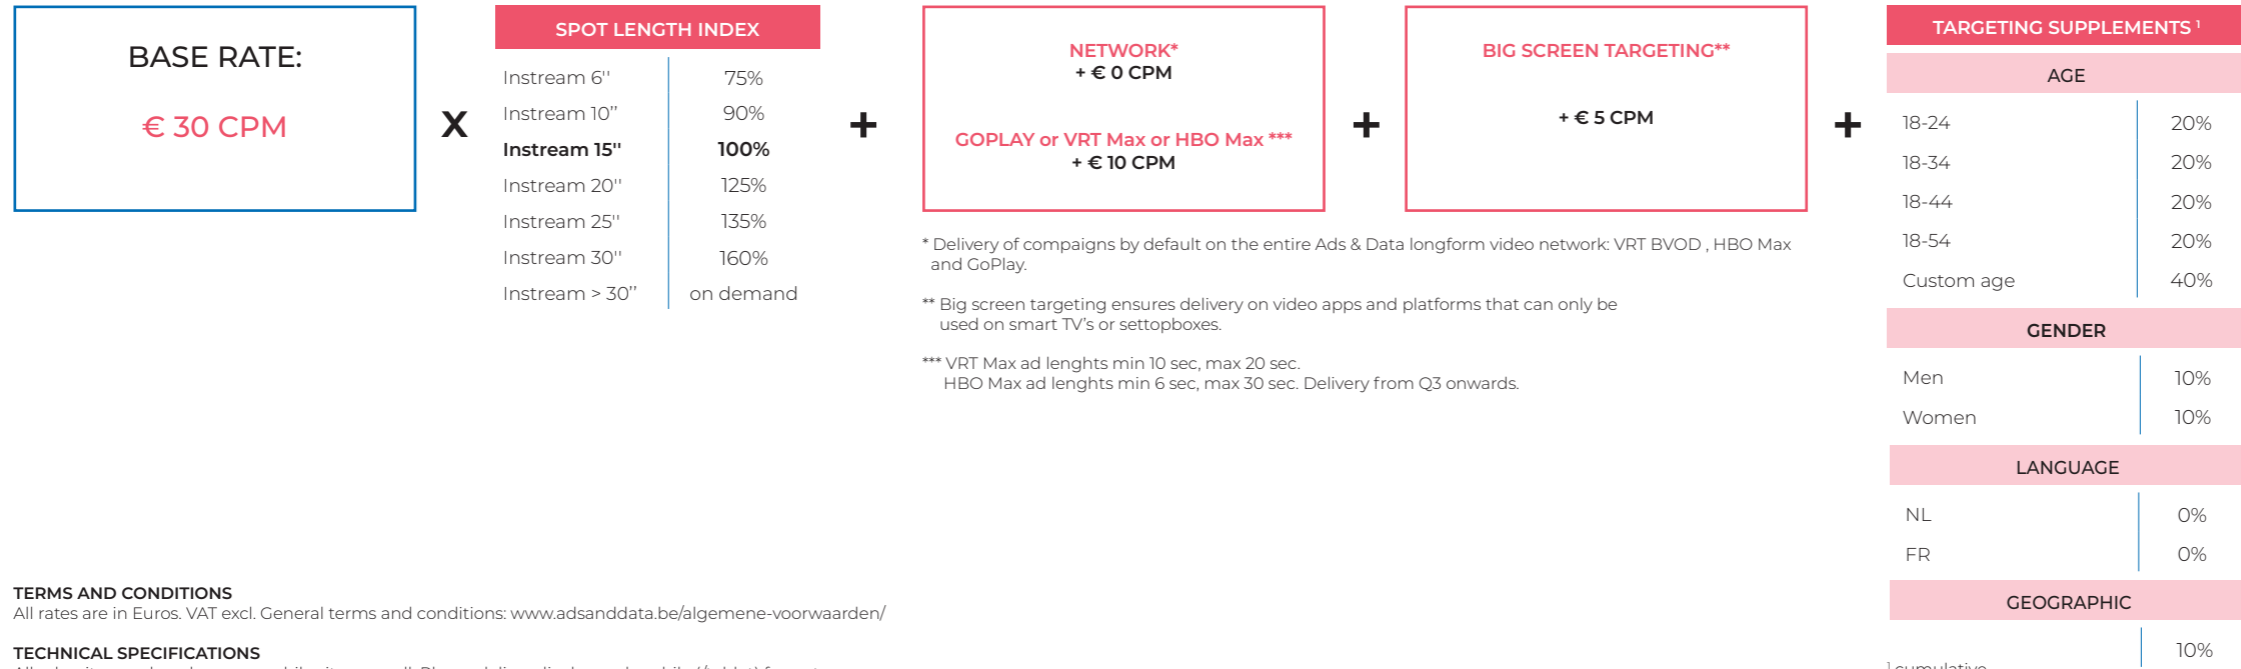 BASE RATE:
€ 30 CPM
X
SPOT LENGTH INDEX
Instream 6'' 75%
Instream 10’’ 90%
Instream 15'' 100%
Instream 20'' 125%
Instream 25'' 135%
Instream 30'' 160%
Instream > 30’’ on demand
+
NETWORK*
+ € 0 CPM
GOPLAY or VRT Max or HBO Max ***
+ € 10 CPM
+
BIG SCREEN TARGETING**
+ € 5 CPM
+
* Delivery of compaigns by default on the entire Ads & Data longform video network: VRT BVOD , HBO Max
and GoPlay.
** Big screen targeting ensures delivery on video apps and platforms that can only be
used on smart TV’s or settopboxes.
*** VRT Max ad lenghts min 10 sec, max 20 sec.
HBO Max ad lenghts min 6 sec, max 30 sec. Delivery from Q3 onwards.
TARGETING SUPPLEMENTS ¹
AGE
18-24 20%
18-34 20%
18-44 20%
18-54 20%
Custom age 40%
GENDER
Men 10%
Women 10%
LANGUAGE
NL 0%
FR 0%
GEOGRAPHIC
10%
¹ cumulative
TERMS AND CONDITIONS
All rates are in Euros. VAT excl. General terms and conditions: www.adsanddata.be/algemene-voorwaarden/
TECHNICAL SPECIFICATIONS